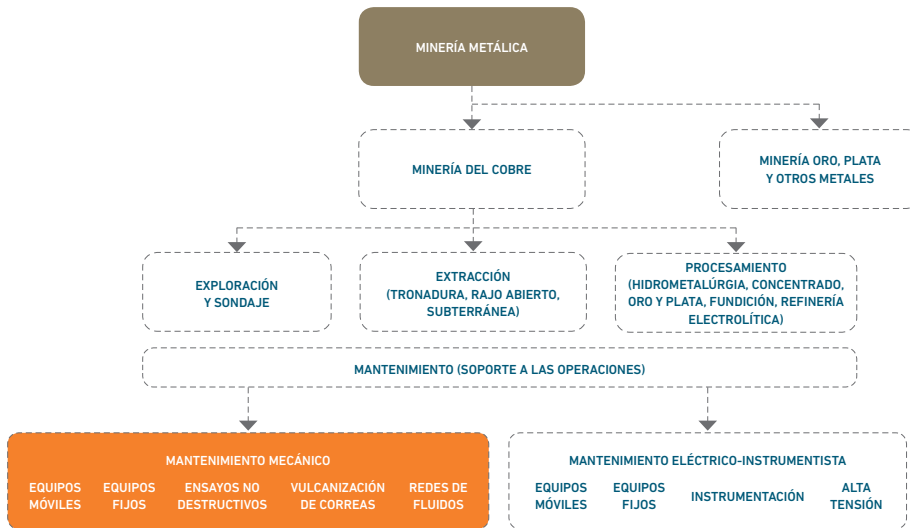 MINERÍA METÁLICA
MINERÍA DEL COBRE
MINERÍA ORO, PLATA
Y OTROS METALES
EXPLORACIÓN
Y SONDAJE
EXTRACCIÓN
(TRONADURA, RAJO ABIERTO,
SUBTERRÁNEA)
PROCESAMIENTO
(HIDROMETALÚRGIA, CONCENTRADO,
ORO Y PLATA, FUNDICIÓN, REFINERÍA
ELECTROLÍTICA)
MANTENIMIENTO (SOPORTE A LAS OPERACIONES)
MANTENIMIENTO MECÁNICO
EQUIPOS
MÓVILES
EQUIPOS
FIJOS
ENSAYOS NO
DESTRUCTIVOS
VULCANIZACIÓN
DE CORREAS
REDES DE
FLUIDOS
MANTENIMIENTO ELÉCTRICO-INSTRUMENTISTA
EQUIPOS
MÓVILES
EQUIPOS
FIJOS
INSTRUMENTACIÓN
ALTA
TENSIÓN